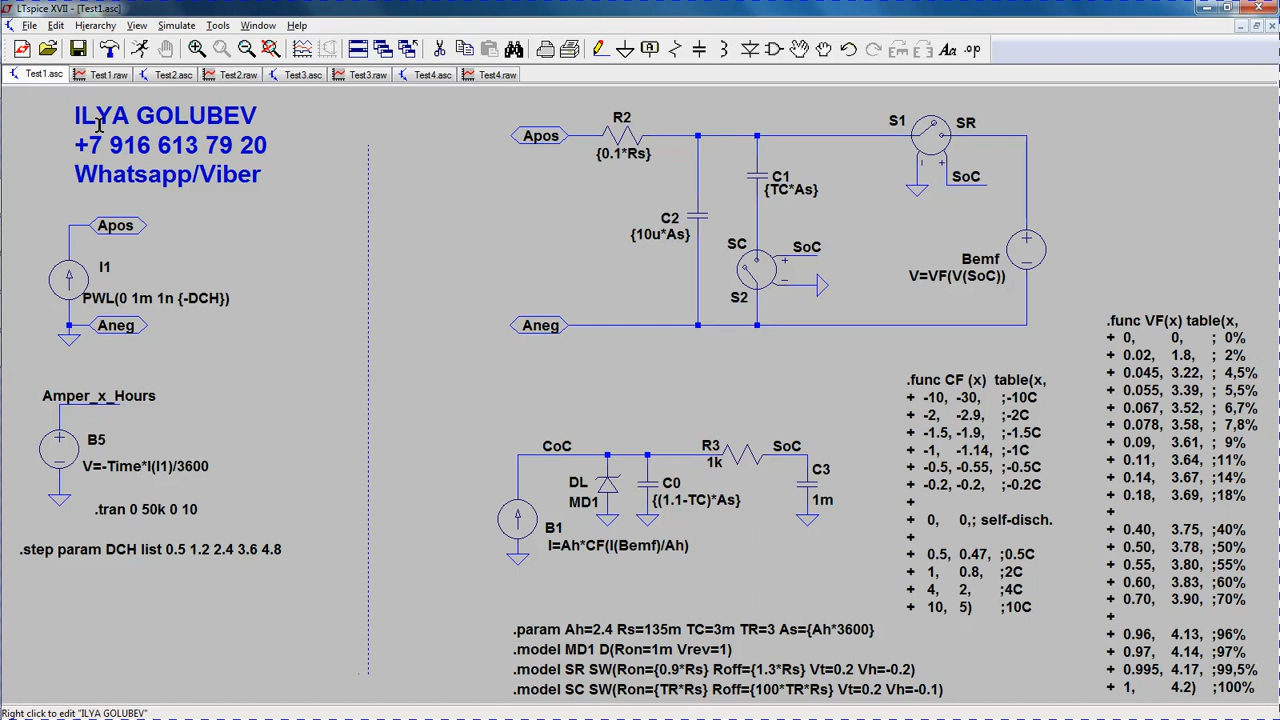 LTspice XVII - [Test1.asc]
File Edit Hierarchy View Simulate Tools Window Help
Aa .op
Test1.asc Test1.raw Test2.asc Test2.raw Test3.asc Test3.raw Test4.asc Test4.raw
ILYA GOLUBEV
+7 916 613 79 20
Whatsapp/Viber
Apos
I1
PWL(0 1m 1n {-DCH})
Aneg
Amper_x_Hours
B5
V=-Time*I(I1)/3600
.tran 0 50k 0 10
.step param DCH list 0.5 1.2 2.4 3.6 4.8
Apos
R2
{0.1*Rs}
C2
{10u*As}
C1
{TC*As}
SC
SoC
+
−
S2
S1
SR
SoC
Bemf
V=VF(V(SoC))
+
−
Aneg
CoC
R3
1k
SoC
DL
MD1
C0
{(1.1-TC)*As}
C3
1m
B1
I=Ah*CF(I(Bemf)/Ah)
.func CF (x) table(x,
+ -10, -30, ;-10C
+ -2, -2.9, ;-2C
+ -1.5, -1.9, ;-1.5C
+ -1, -1.14, ;-1C
+ -0.5, -0.55, ;-0.5C
+ -0.2, -0.2, ;-0.2C
+
+ 0, 0,; self-disch.
+
+ 0.5, 0.47, ;0.5C
+ 1, 0.8, ;2C
+ 4, 2, ;4C
+ 10, 5) ;10C
.func VF(x) table(x,
+ 0, 0, ; 0%
+ 0.02, 1.8, ; 2%
+ 0.045, 3.22, ; 4,5%
+ 0.055, 3.39, ; 5,5%
+ 0.067, 3.52, ; 6,7%
+ 0.078, 3.58, ; 7,8%
+ 0.09, 3.61, ; 9%
+ 0.11, 3.64, ;11%
+ 0.14, 3.67, ;14%
+ 0.18, 3.69, ;18%
+
+ 0.40, 3.75, ;40%
+ 0.50, 3.78, ;50%
+ 0.55, 3.80, ;55%
+ 0.60, 3.83, ;60%
+ 0.70, 3.90, ;70%
+
+ 0.96, 4.13, ;96%
+ 0.97, 4.14, ;97%
+ 0.995, 4.17, ;99,5%
+ 1, 4.2) ;100%
.param Ah=2.4 Rs=135m TC=3m TR=3 As={Ah*3600}
.model MD1 D(Ron=1m Vrev=1)
.model SR SW(Ron={0.9*Rs} Roff={1.3*Rs} Vt=0.2 Vh=-0.2)
.model SC SW(Ron={TR*Rs} Roff={100*TR*Rs} Vt=0.2 Vh=-0.1)
Right click to edit "ILYA GOLUBEV"